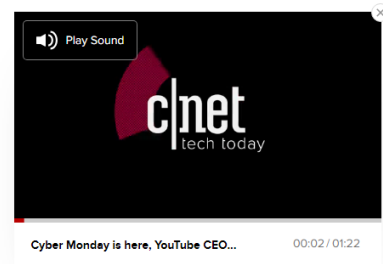 Play Sound
c|net
tech today
Cyber Monday is here, YouTube CEO...
00:02 / 01:22